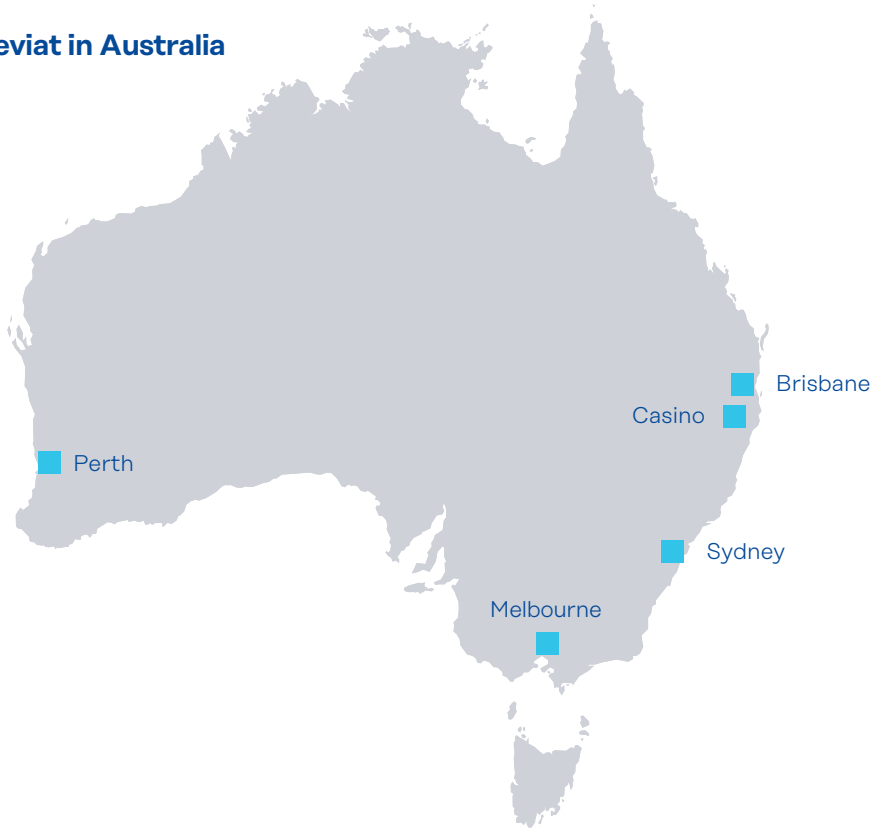 eviat in Australia
Brisbane
Casino
Perth
Sydney
Melbourne